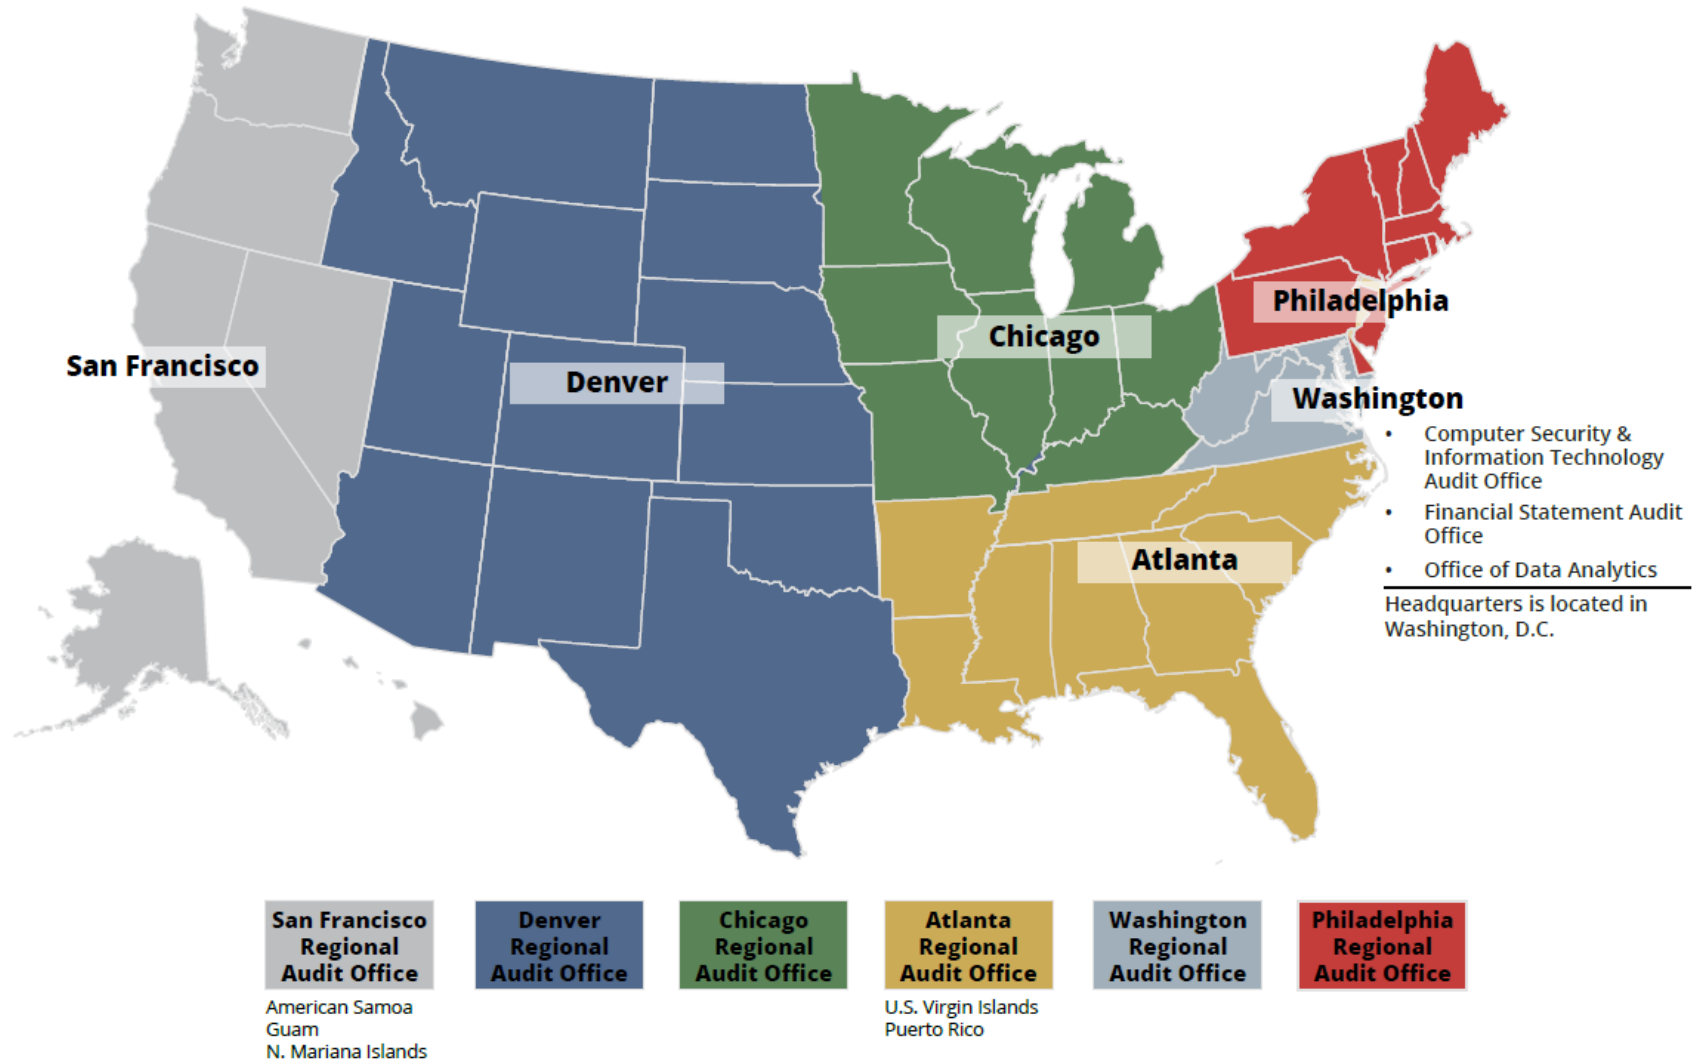 Philadelphia
Chicago
San Francisco
Denver
Washington
• Computer Security &
Information Technology
Audit Office
• Financial Statement Audit
Office
• Office of Data Analytics
Headquarters is located in
Washington, D.C.
Atlanta
San Francisco
Regional
Audit Office
American Samoa
Guam
N. Mariana Islands
Denver
Regional
Audit Office
Chicago
Regional
Audit Office
Atlanta
Regional
Audit Office
U.S. Virgin Islands
Puerto Rico
Washington
Regional
Audit Office
Philadelphia
Regional
Audit Office